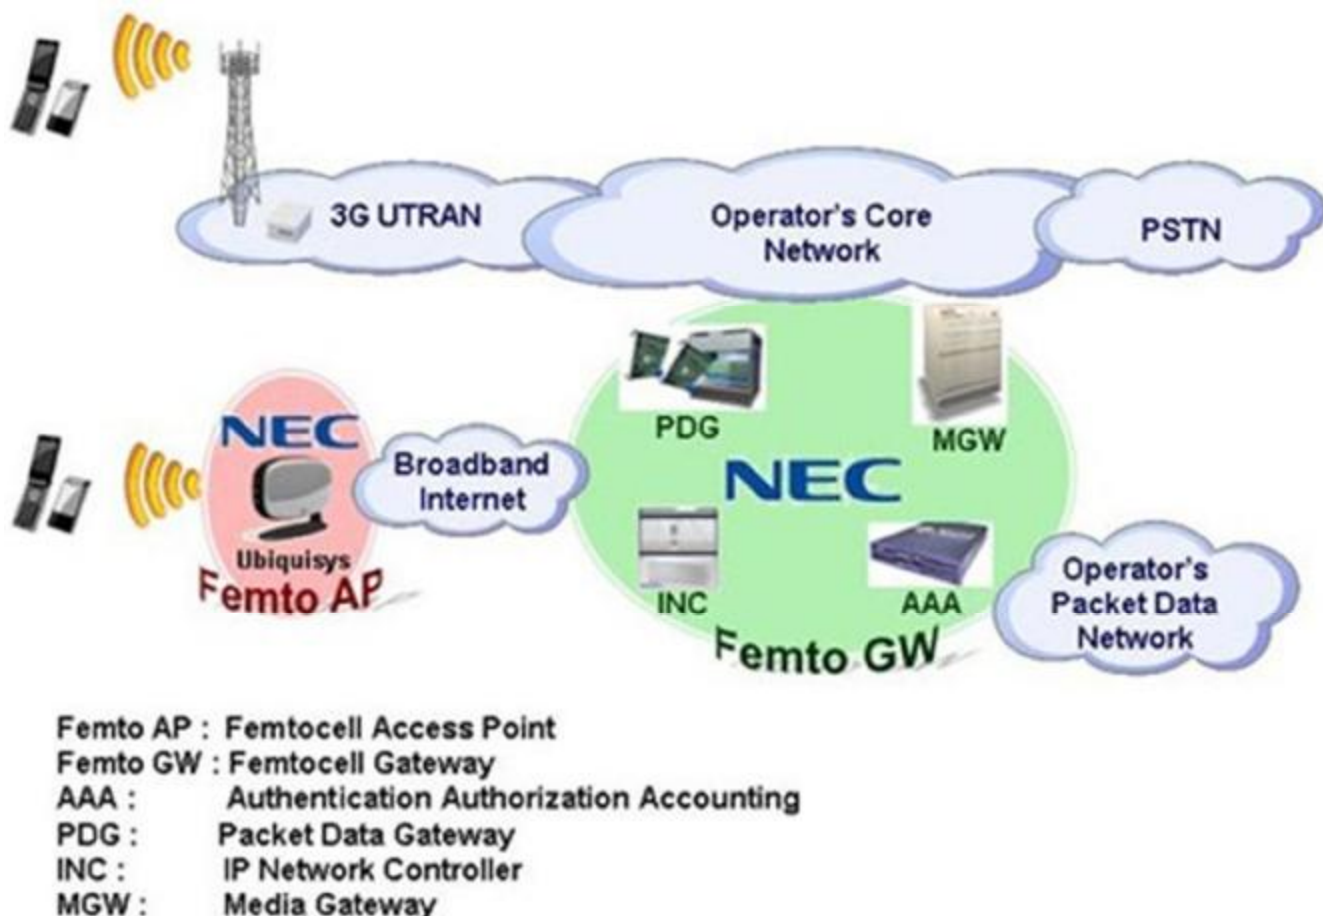 3G UTRAN
Operator's Core
Network
PSTN
PDG
MGW
NEC
Broadband
Internet
NEC
Ubiquisys
Femto AP
INC
AAA
Operator's
Packet Data
Network
Femto GW
Femto AP : Femtocell Access Point
Femto GW : Femtocell Gateway
AAA : Authentication Authorization Accounting
PDG : Packet Data Gateway
INC : IP Network Controller
MGW : Media Gateway